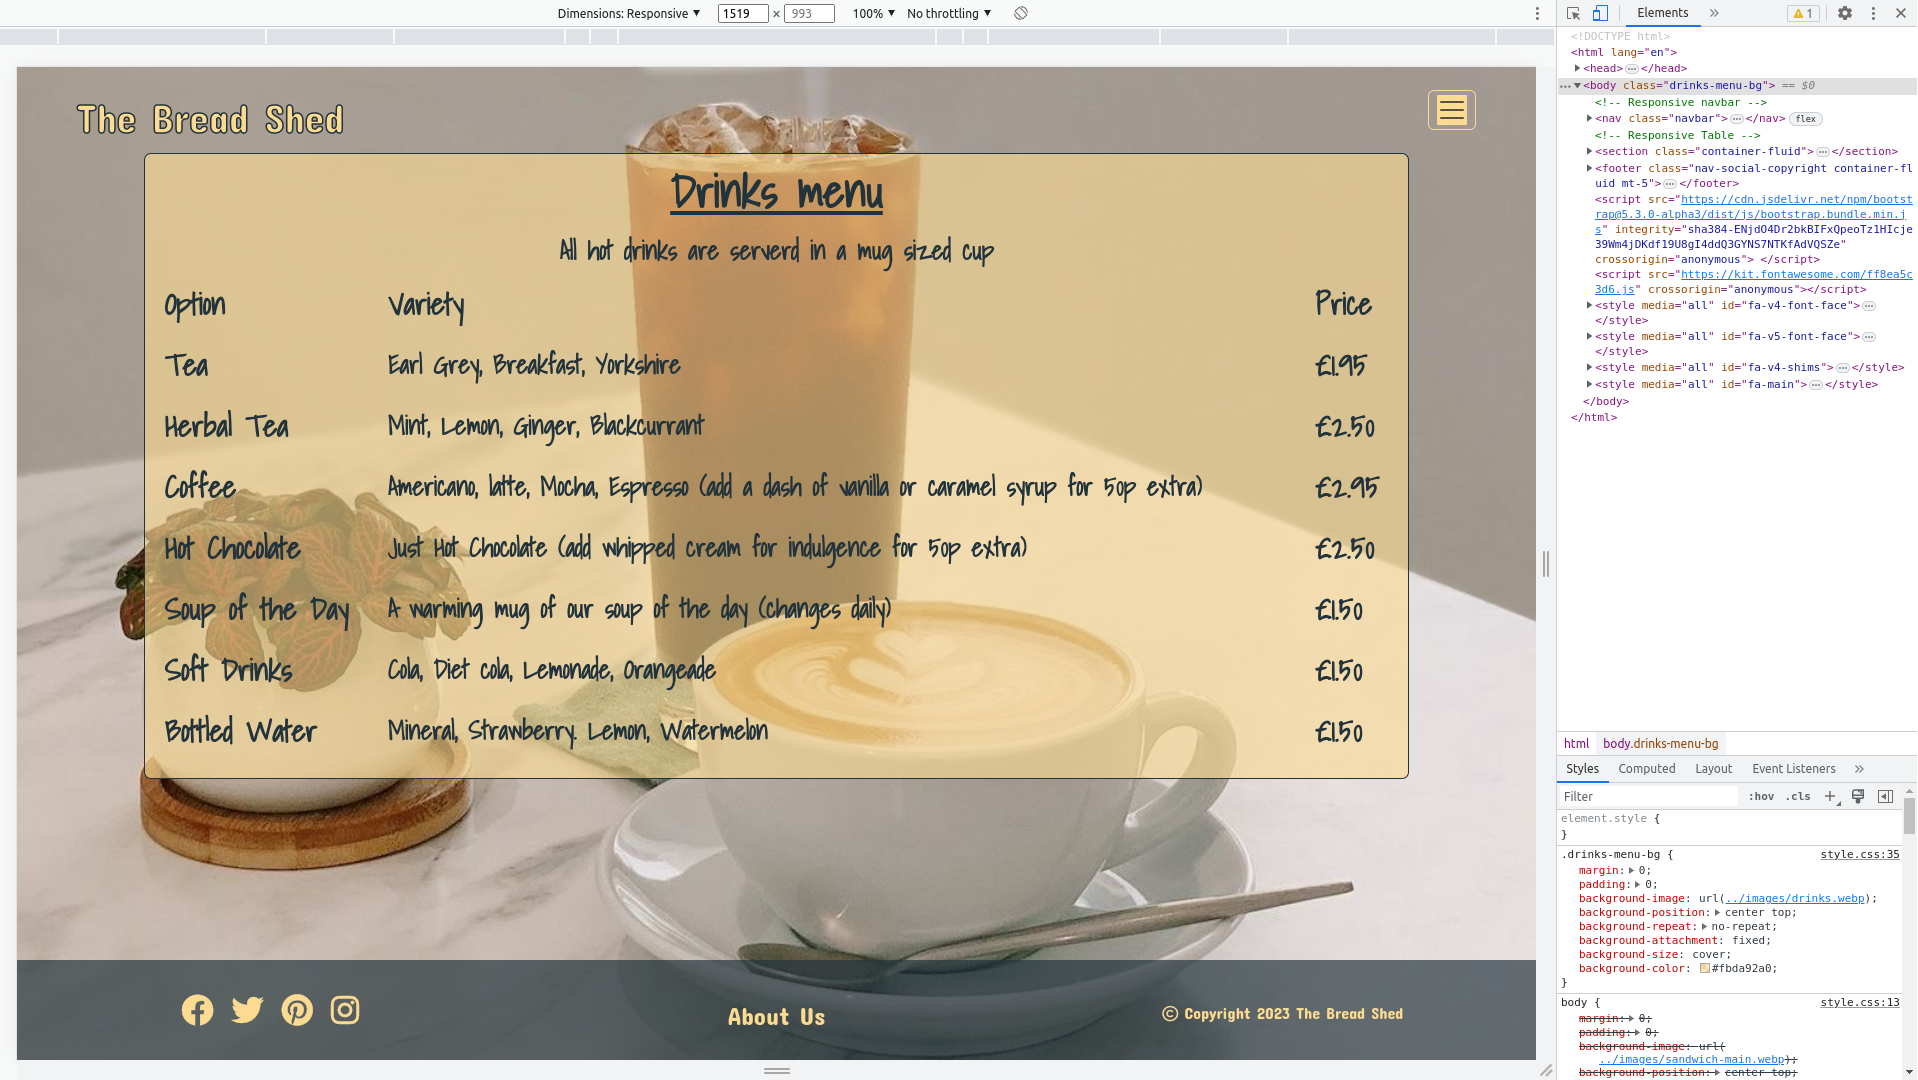 Dimensions: Responsive ▼ 1519 × 993 100% ▼ No throttling ▼
Elements » 1
The Bread Shed
Drinks menu
All hot drinks are serverd in a mug sized cup
Option Variety Price
Tea Earl Grey, Breakfast, Yorkshire £1.95
Herbal Tea Mint, Lemon, Ginger, Blackcurrant £2.50
Coffee Americano, latte, Mocha, Espresso (add a dash of vanilla or caramel syrup for 50p extra) £2.95
Hot Chocolate Just Hot Chocolate (add whipped cream for indulgence for 50p extra) £2.50
Soup of the Day A warming mug of our soup of the day (changes daily) £1.50
Soft Drinks Cola, Diet cola, Lemonade, Orangeade £1.50
Bottled Water Mineral, Strawberry. Lemon, Watermelon £1.50
About Us
© Copyright 2023 The Bread Shed
<!DOCTYPE html>
<html lang="en">
▶<head>…</head>
…▼<body class="drinks-menu-bg"> == $0
<!-- Responsive navbar -->
▶<nav class="navbar">…</nav> flex
<!-- Responsive Table -->
▶<section class="container-fluid">…</section>
▶<footer class="nav-social-copyright container-fl
uid mt-5">…</footer>
<script src="https://cdn.jsdelivr.net/npm/bootst
rap@5.3.0-alpha3/dist/js/bootstrap.bundle.min.j
s" integrity="sha384-ENjdO4Dr2bkBIFxQpeoTz1HIcje
39Wm4jDKdf19U8gI4ddQ3GYNS7NTKfAdVQSZe"
crossorigin="anonymous"> </script>
<script src="https://kit.fontawesome.com/ff8ea5c
3d6.js" crossorigin="anonymous"></script>
▶<style media="all" id="fa-v4-font-face">…
</style>
▶<style media="all" id="fa-v5-font-face">…
</style>
▶<style media="all" id="fa-v4-shims">…</style>
▶<style media="all" id="fa-main">…</style>
</body>
</html>
html body.drinks-menu-bg
Styles Computed Layout Event Listeners »
Filter :hov .cls +
element.style {
}
.drinks-menu-bg { style.css:35
margin:▶ 0;
padding:▶ 0;
background-image: url(../images/drinks.webp);
background-position:▶ center top;
background-repeat:▶ no-repeat;
background-attachment: fixed;
background-size: cover;
background-color: #fbda92a0;
}
body { style.css:13
margin:▶ 0;
padding:▶ 0;
background-image: url(
../images/sandwich-main.webp);
background-position:▶ center top;